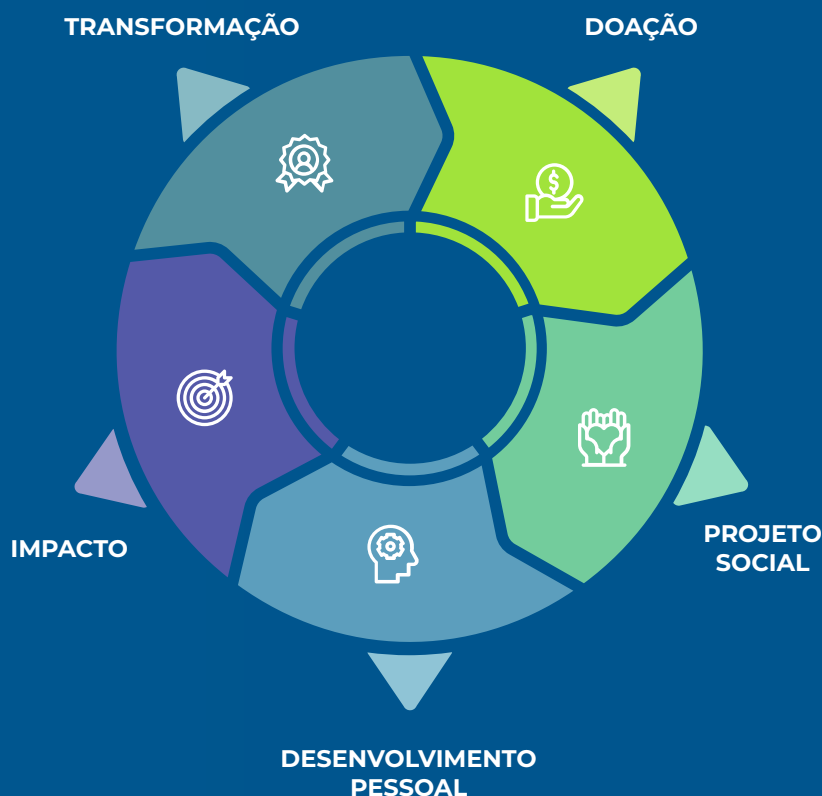 TRANSFORMAÇÃO
DOAÇÃO
$
IMPACTO
PROJETO
SOCIAL
DESENVOLVIMENTO
PESSOAL